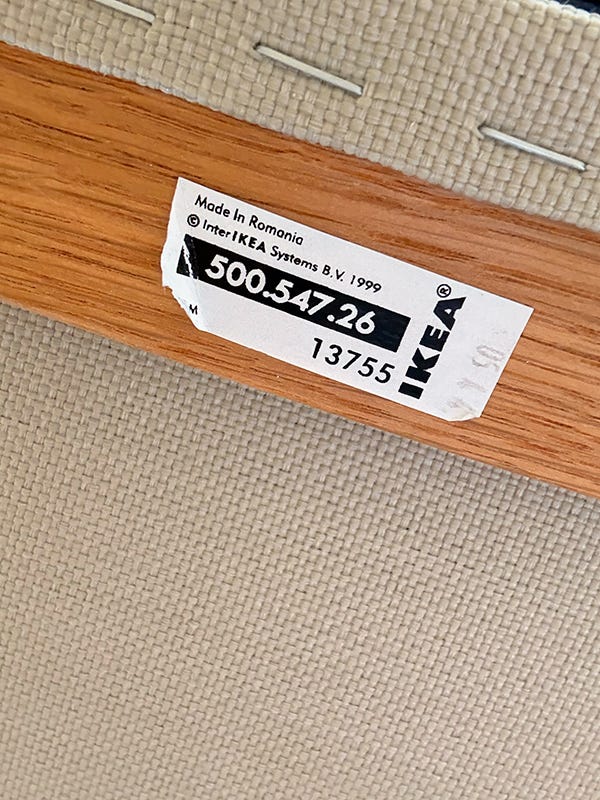 Made In Romania
© Inter IKEA Systems B.V. 1999
500.547.26
M
13755
IKEA®